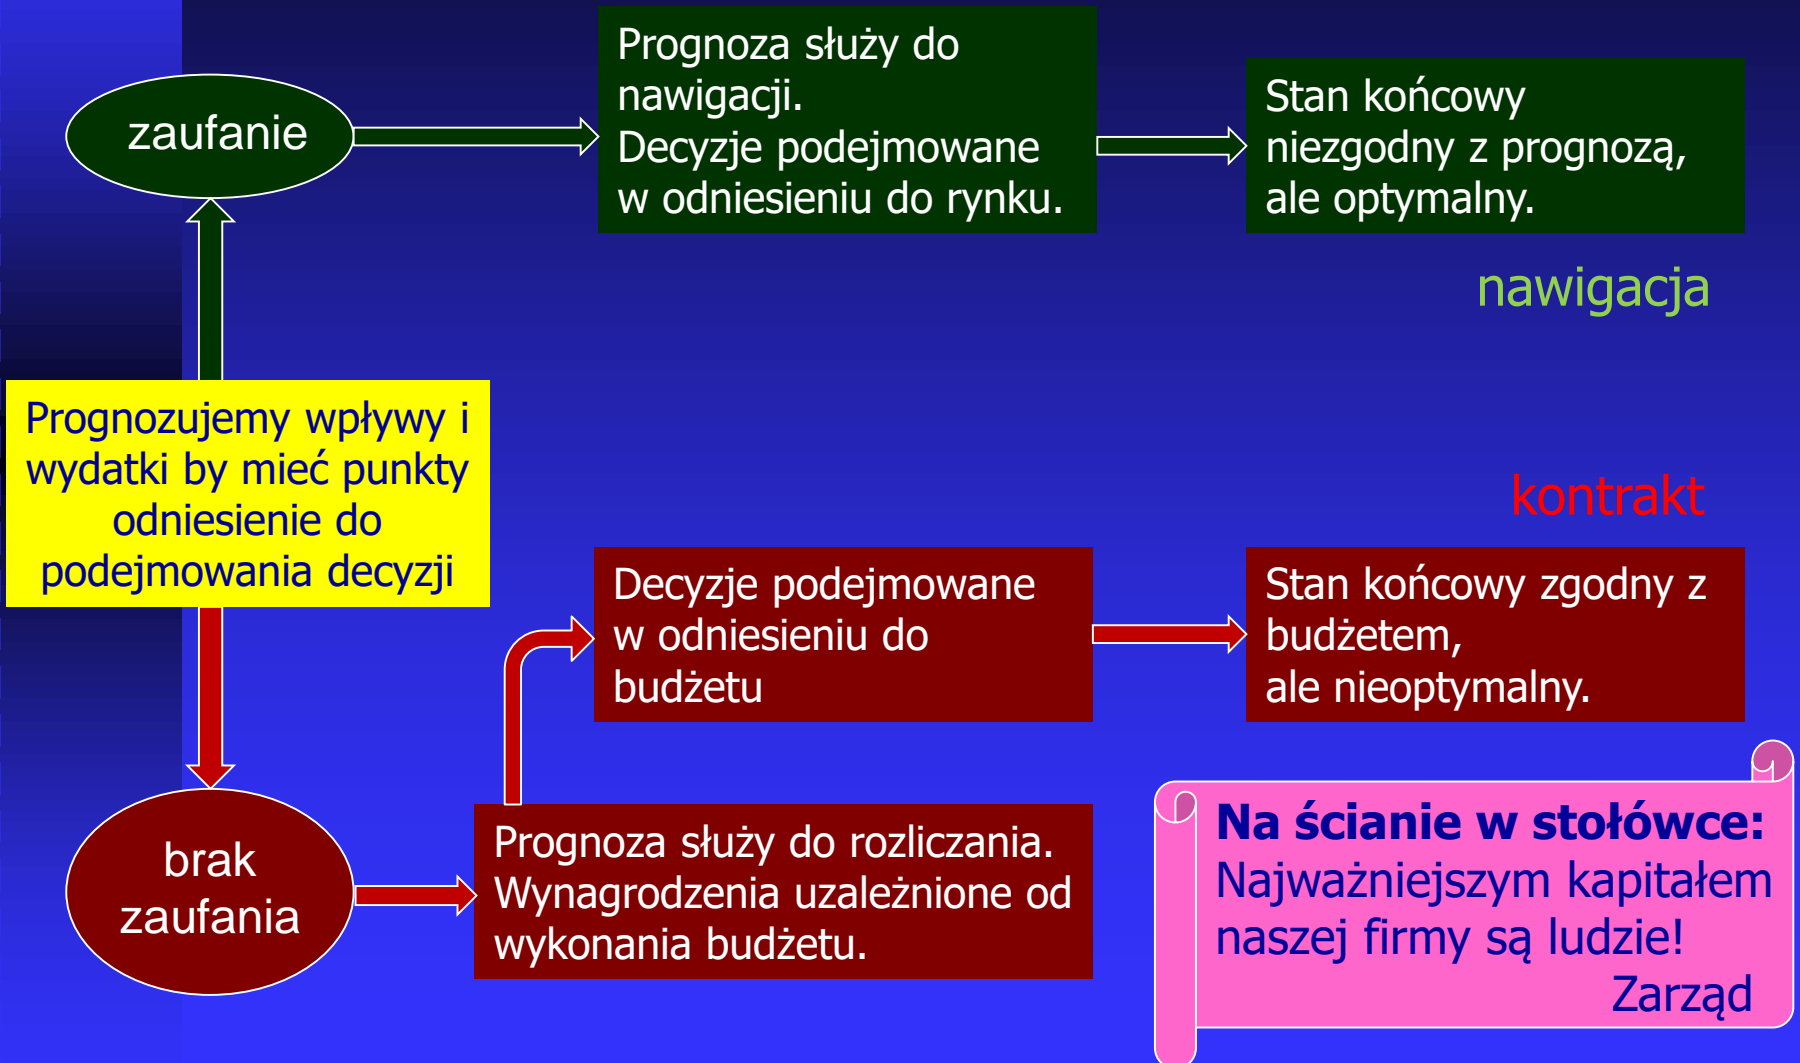 zaufanie
Prognoza służy do
nawigacji.
Decyzje podejmowane
w odniesieniu do rynku.
Stan końcowy
niezgodny z prognozą,
ale optymalny.
nawigacja
Prognozujemy wpływy i
wydatki by mieć punkty
odniesienie do
podejmowania decyzji
kontrakt
Decyzje podejmowane
w odniesieniu do
budżetu
Stan końcowy zgodny z
budżetem,
ale nieoptymalny.
brak
zaufania
Prognoza służy do rozliczania.
Wynagrodzenia uzależnione od
wykonania budżetu.
Na ścianie w stołówce:
Najważniejszym kapitałem
naszej firmy są ludzie!
Zarząd